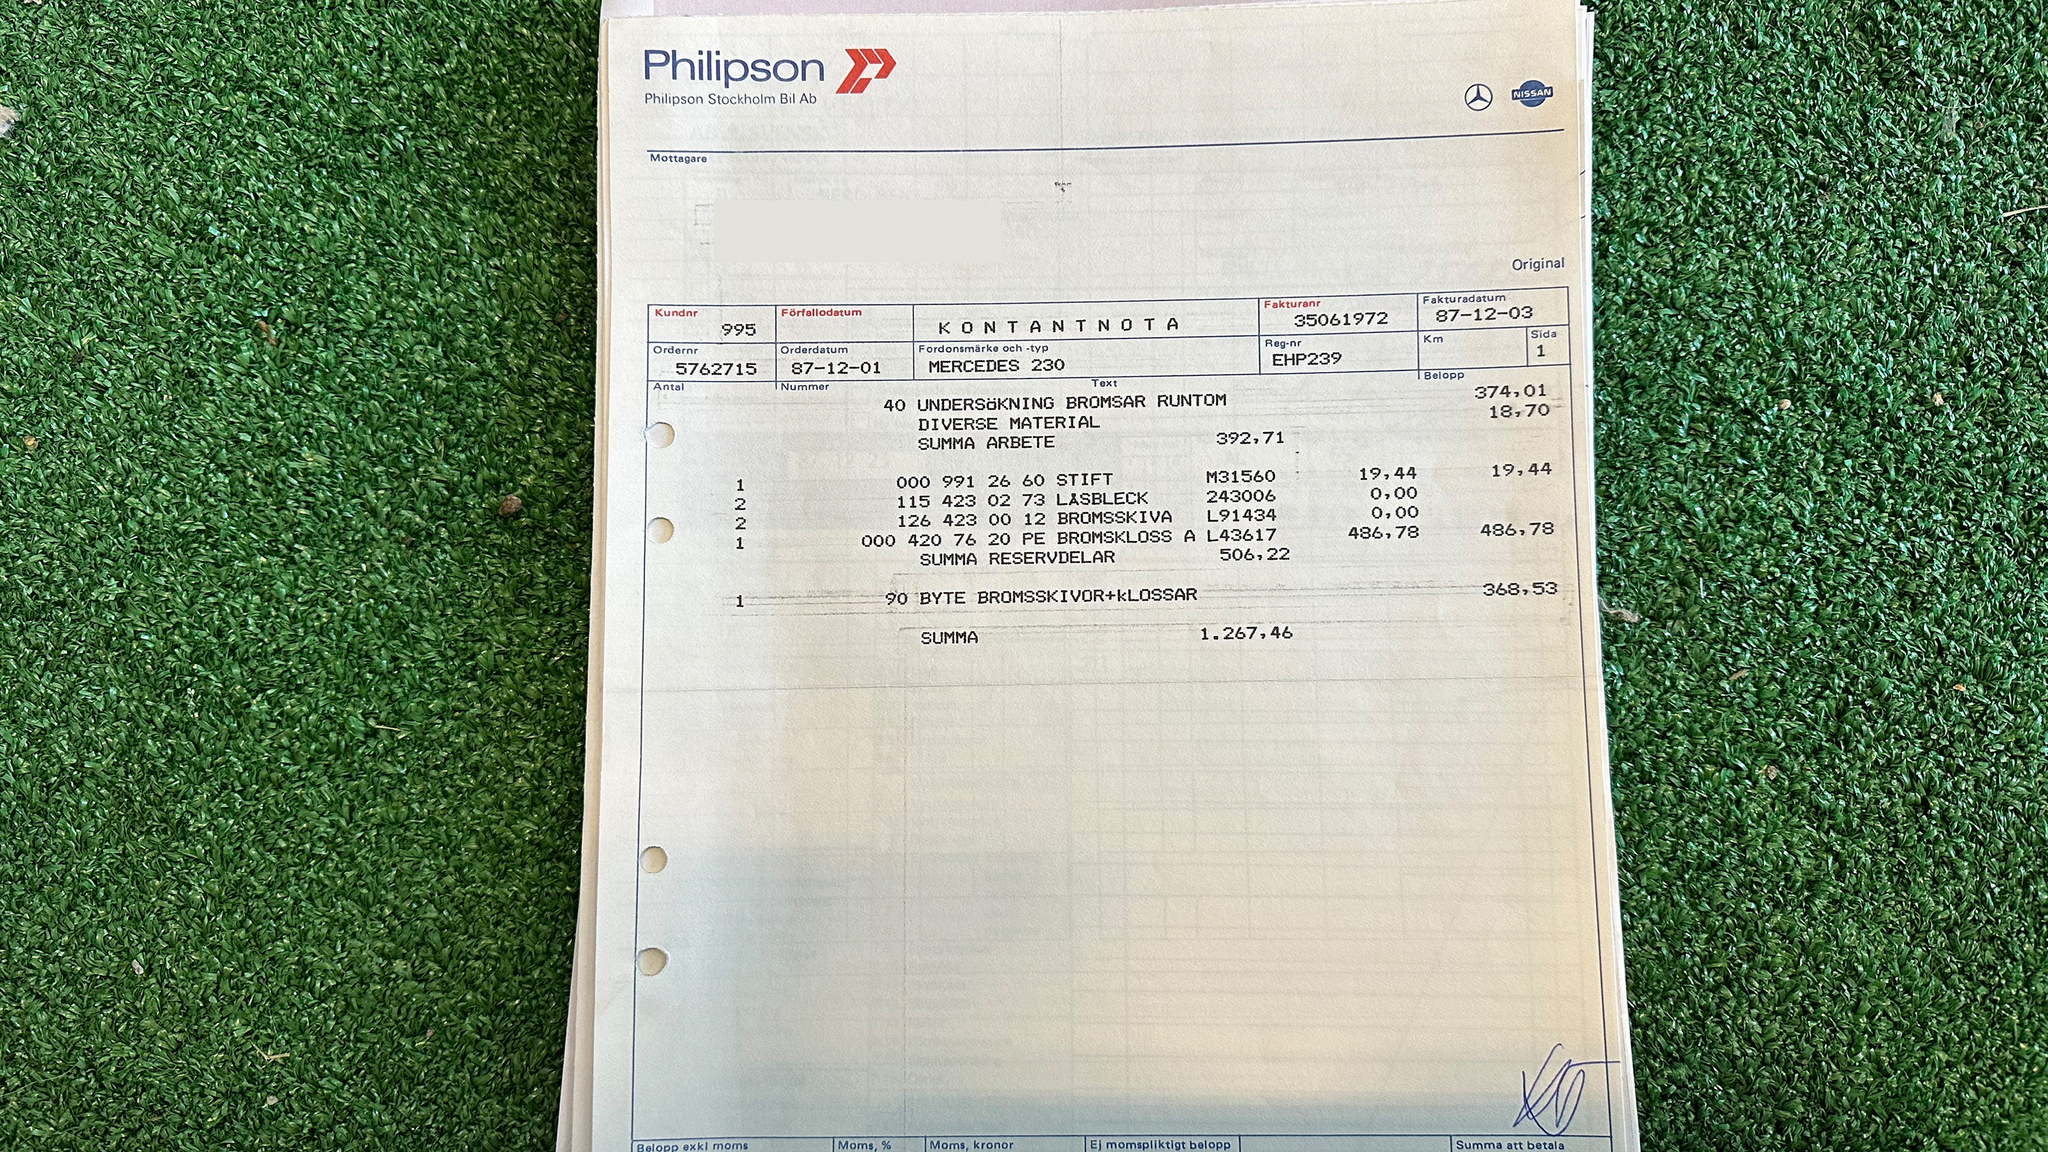 Philipson
Philipson Stockholm Bil Ab
NISSAN
Mottagare
Original
Kundnr 995 Förfallodatum KONTANTNOTA Fakturanr 35061972 Fakturadatum 87-12-03
Ordernr 5762715 Orderdatum 87-12-01 Fordonsmärke och -typ MERCEDES 230 Reg-nr EHP239 Km Sida 1
Antal Nummer Text Belopp
40 UNDERSöKNING BROMSAR RUNTOM 374,01
DIVERSE MATERIAL 18,70
SUMMA ARBETE 392,71
1 000 991 26 60 STIFT M31560 19,44 19,44
2 115 423 02 73 LÅSBLECK 243006 0,00
2 126 423 00 12 BROMSSKIVA L91434 0,00
1 000 420 76 20 PE BROMSKLOSS A L43617 486,78 486,78
SUMMA RESERVDELAR 506,22
1 90 BYTE BROMSSKIVOR+kLOSSAR 368,53
SUMMA 1.267,46
Belopp exkl moms Moms, % Moms, kronor Ej momspliktigt belopp Summa att betala